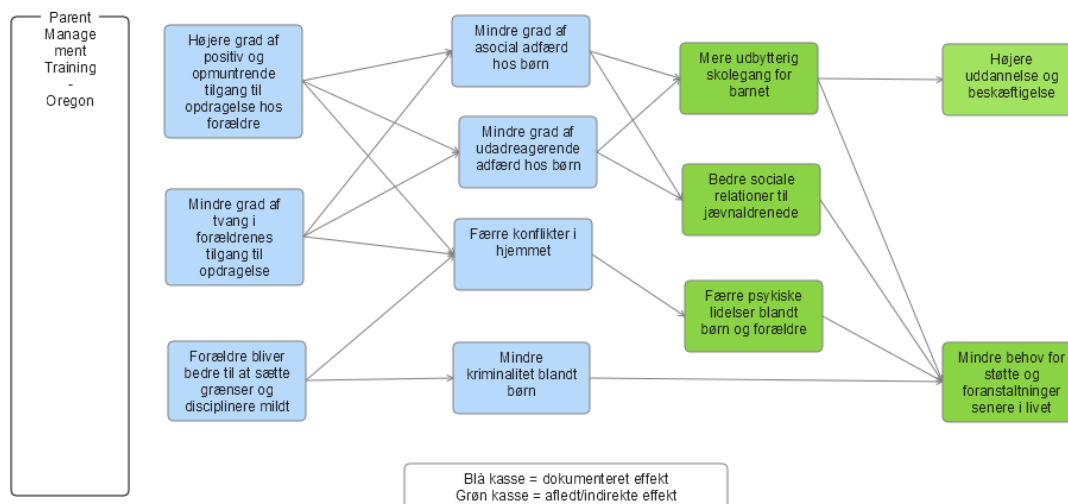 Parent
Manage
ment
Training
-
Oregon
Højere grad af
positiv og
opmuntrende
tilgang til
opdragelse hos
forældre
Mindre grad af
tvang i
forældrenes
tilgang til
opdragelse
Forældre bliver
bedre til at sætte
grænser og
disciplinere mildt
Mindre grad af
asocial adfærd
hos børn
Mindre grad af
udadreagerende
adfærd hos børn
Færre konflikter i
hjemmet
Mindre
kriminalitet blandt
børn
Mere udbytterig
skolegang for
barnet
Bedre sociale
relationer til
jævnaldrenede
Færre psykiske
lidelser blandt
børn og forældre
Højere
uddannelse og
beskæftigelse
Mindre behov for
støtte og
foranstaltninger
senere i livet
Blå kasse = dokumenteret effekt
Grøn kasse = afledt/indirekte effekt